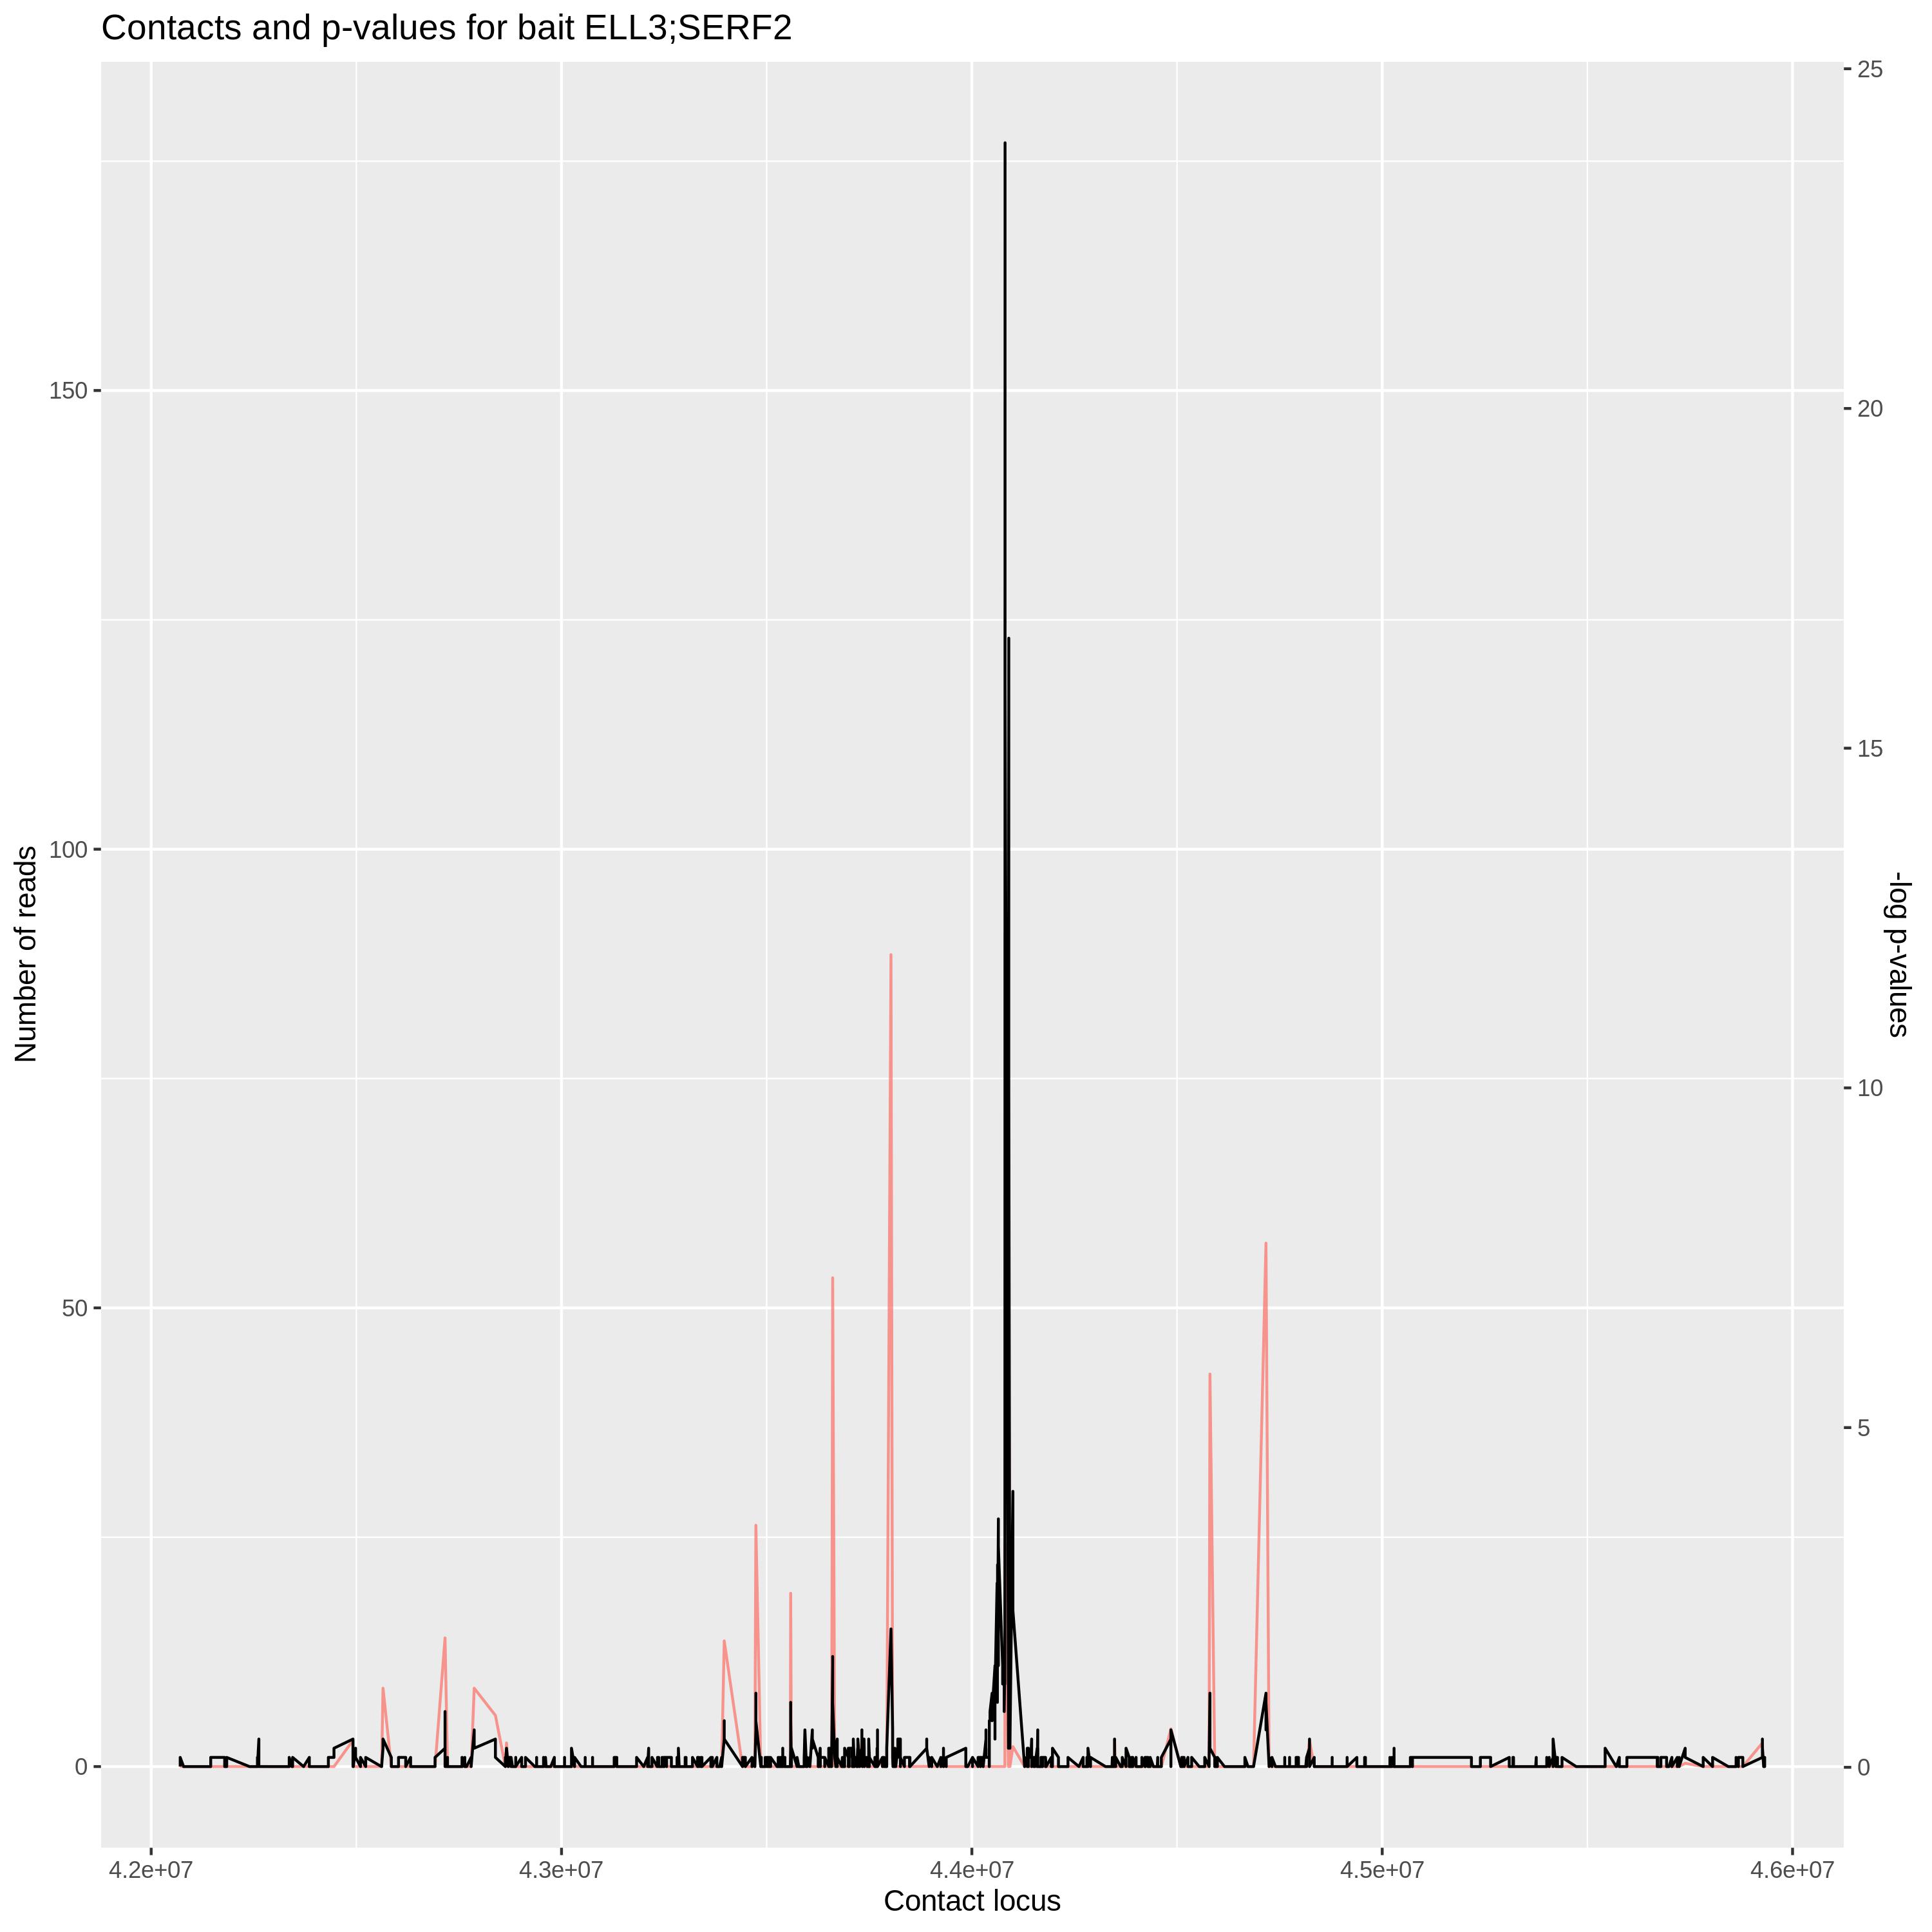 Contacts and p-values for bait ELL3;SERF2
Number of reads
150
100
50
0
25
20
15
10
5
0
-log p-values
4.2e+07
4.3e+07
4.4e+07
4.5e+07
4.6e+07
Contact locus